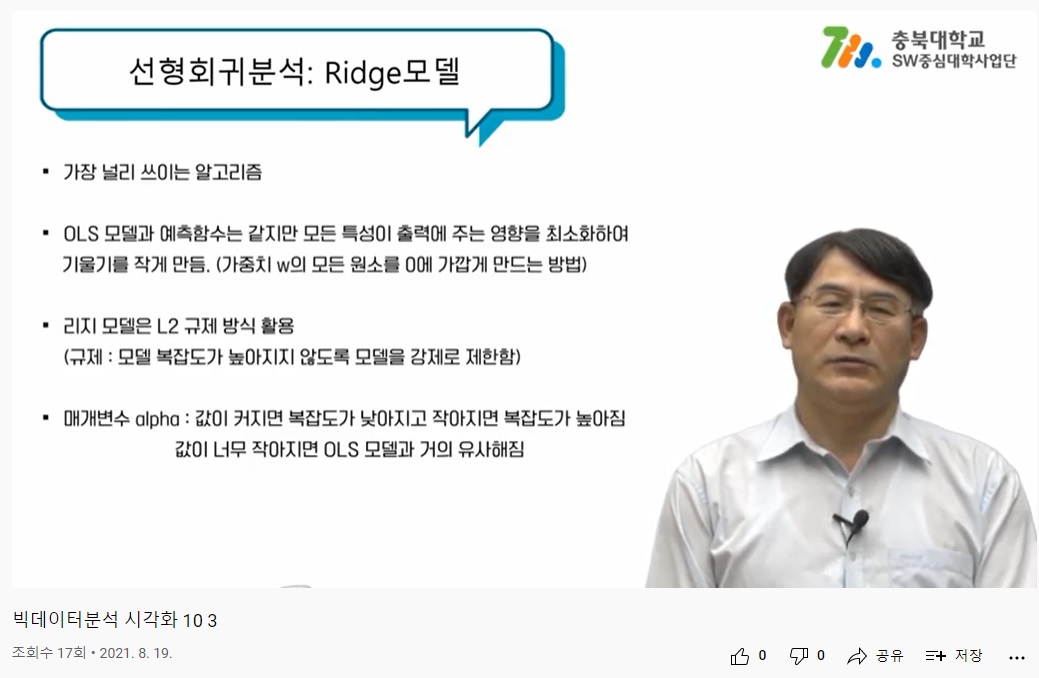 선형회귀분석: Ridge모델
충북대학교
SW중심대학사업단
▪ 가장 널리 쓰이는 알고리즘
▪ OLS 모델과 예측함수는 같지만 모든 특성이 출력에 주는 영향을 최소화하여
기울기를 작게 만듬. (가중치 w의 모든 원소를 0에 가깝게 만드는 방법)
▪ 리지 모델은 L2 규제 방식 활용
(규제 : 모델 복잡도가 높아지지 않도록 모델을 강제로 제한함)
▪ 매개변수 alpha : 값이 커지면 복잡도가 낮아지고 작아지면 복잡도가 높아짐
값이 너무 작아지면 OLS 모델과 거의 유사해짐
빅데이터분석 시각화 10 3
조회수 17회 • 2021. 8. 19.
0 0 공유 저장